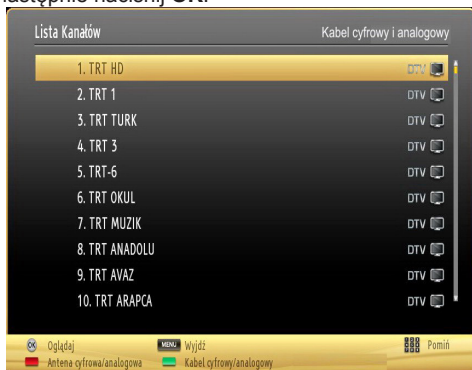 następnie naciśnij OK.
Lista Kanałów Kabel cyfrowy i analogowy
1. TRT HD DTV
2. TRT 1 DTV
3. TRT TURK DTV
4. TRT 3 DTV
5. TRT-6 DTV
6. TRT OKUL DTV
7. TRT MUZIK DTV
8. TRT ANADOLU DTV
9. TRT AVAZ DTV
10. TRT ARAPCA DTV
OK Oglądaj MENU Wyjdź Pomiń
Antena cyfrowa/analogowa Kabel cyfrowy/analogowy